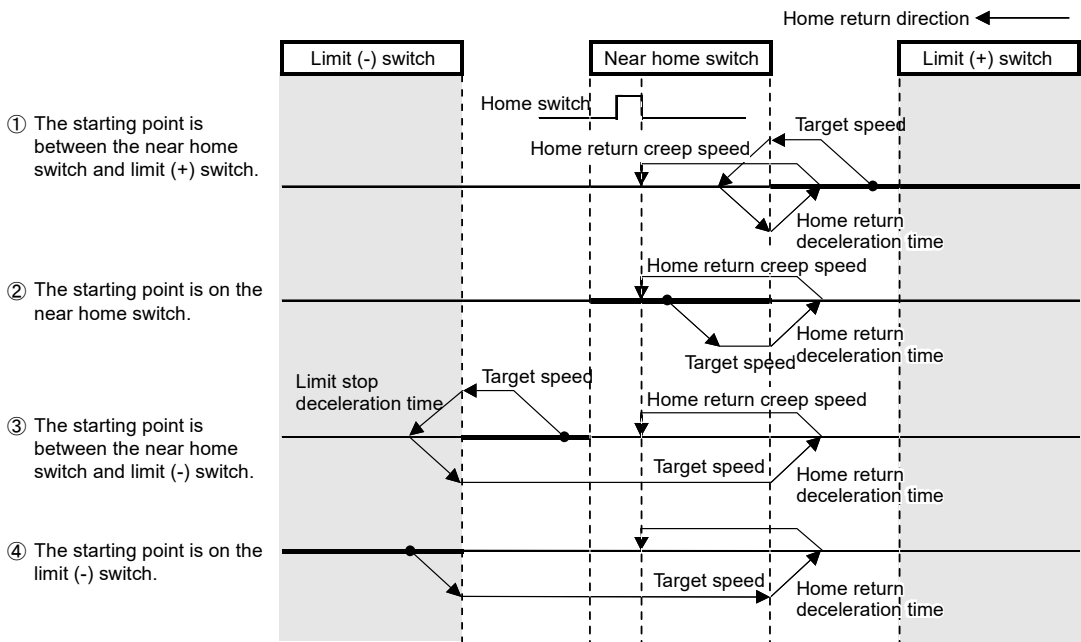 Home return direction
Limit (-) switch
Near home switch
Limit (+) switch
Home switch
① The starting point is
between the near home
switch and limit (+) switch.
Target speed
Home return creep speed
Home return
deceleration time
Home return creep speed
② The starting point is on the
near home switch.
Target speed
Home return
deceleration time
Limit stop
deceleration time
Target speed
Home return creep speed
③ The starting point is
between the near home
switch and limit (-) switch.
Target speed
Home return
deceleration time
④ The starting point is on the
limit (-) switch.
Target speed
Home return
deceleration time